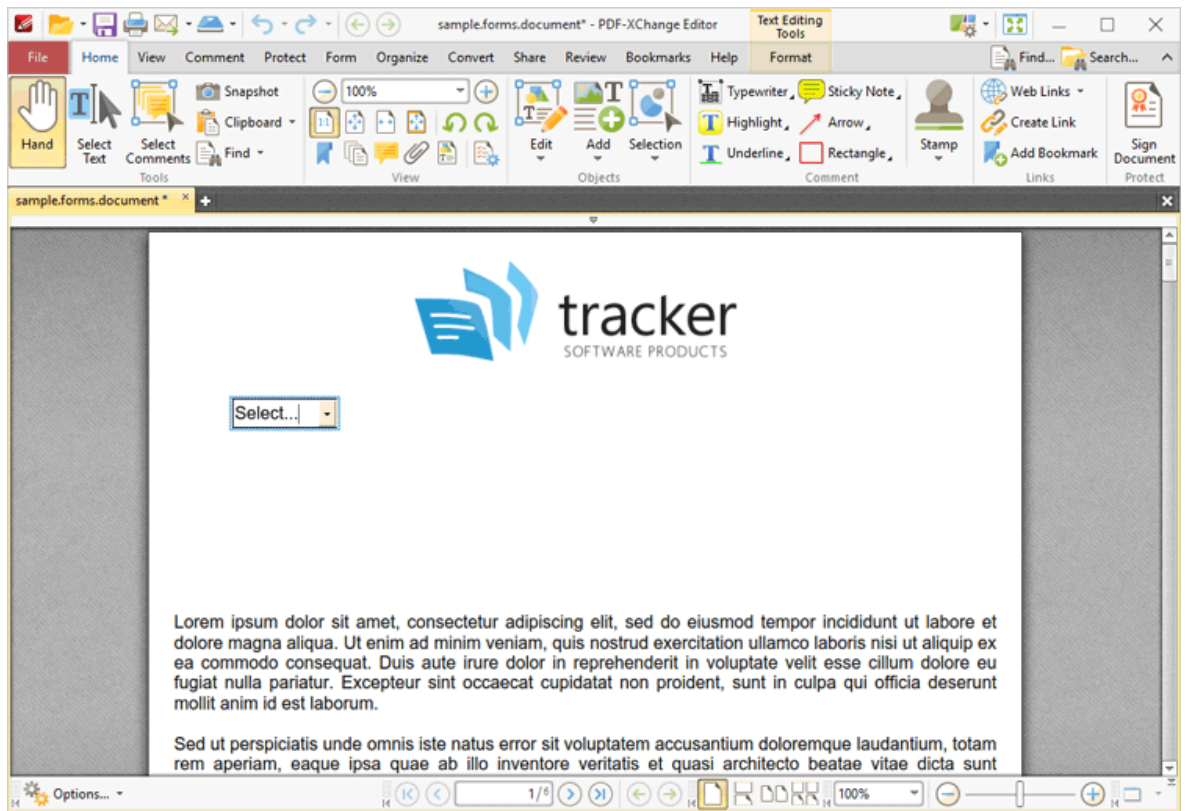 sample.forms.document* - PDF-XChange Editor
Text Editing
Tools
File Home View Comment Protect Form Organize Convert Share Review Bookmarks Help Format Find... Search...
Hand
Select
Text
Select
Comments
Snapshot
Clipboard
Find
Tools
100%
1:1
View
Edit
Add
Selection
Objects
Typewriter
Highlight
Underline
Sticky Note
Arrow
Rectangle
Stamp
Comment
Web Links
Create Link
Add Bookmark
Links
Sign
Document
Protect
sample.forms.document *
tracker
SOFTWARE PRODUCTS
Select...
Lorem ipsum dolor sit amet, consectetur adipiscing elit, sed do eiusmod tempor incididunt ut labore et
dolore magna aliqua. Ut enim ad minim veniam, quis nostrud exercitation ullamco laboris nisi ut aliquip ex
ea commodo consequat. Duis aute irure dolor in reprehenderit in voluptate velit esse cillum dolore eu
fugiat nulla pariatur. Excepteur sint occaecat cupidatat non proident, sunt in culpa qui officia deserunt
mollit anim id est laborum.
Sed ut perspiciatis unde omnis iste natus error sit voluptatem accusantium doloremque laudantium, totam
rem aperiam, eaque ipsa quae ab illo inventore veritatis et quasi architecto beatae vitae dicta sunt
Options... 1/6 100%